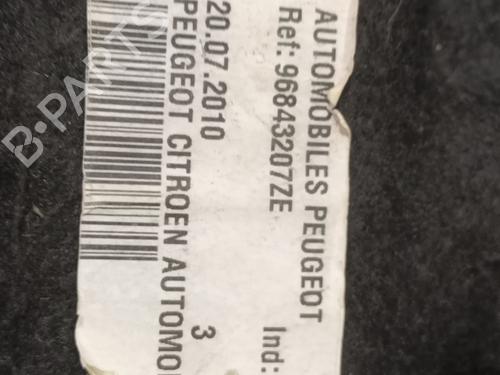 AUTOMOBILES PEUGEOT
Ref: 96843207ZE
Ind:
20.07.2010
3
PEUGEOT CITROEN AUTOMO
B-PARTS